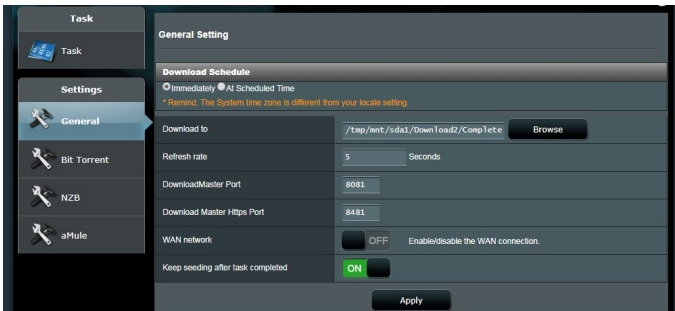 Task
Task
Settings
General
Bit Torrent
NZB
aMule
General Setting
Download Schedule
Immediately At Scheduled Time
* Remind: The System time zone is different from your locale setting.
Download to /tmp/mnt/sda1/Download2/Complete Browse
Refresh rate 5 Seconds
DownloadMaster Port 8081
Download Master Https Port 8481
WAN network OFF Enable/disable the WAN connection.
Keep seeding after task completed ON
Apply